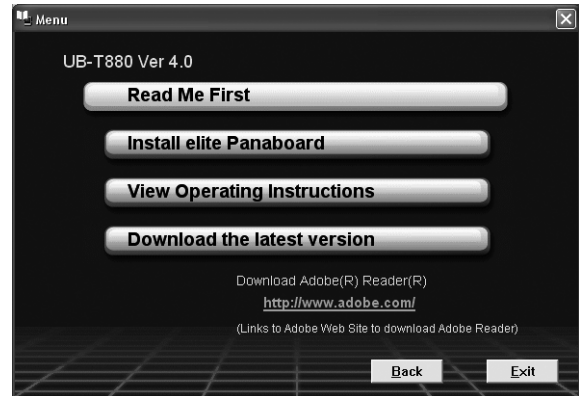 Menu
UB-T880 Ver 4.0
Read Me First
Install elite Panaboard
View Operating Instructions
Download the latest version
Download Adobe(R) Reader(R)
http://www.adobe.com/
(Links to Adobe Web Site to download Adobe Reader)
Back
Exit